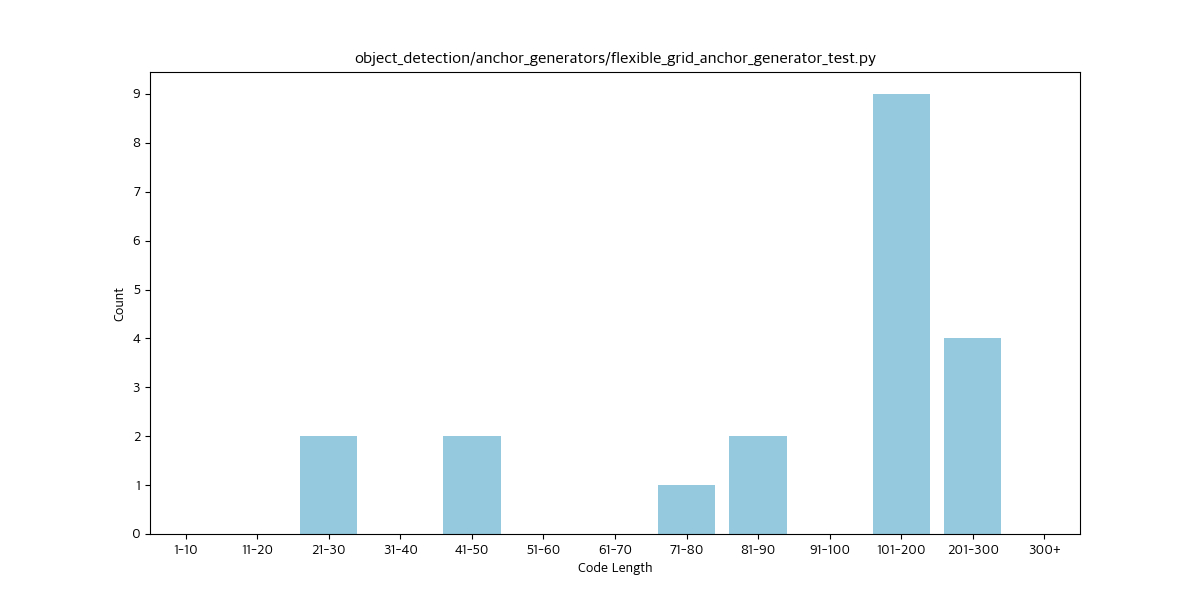 object_detection/anchor_generators/flexible_grid_anchor_generator_test.py
9
8
7
6
5
4
3
2
1
0
Count
1-10 11-20 21-30 31-40 41-50 51-60 61-70 71-80 81-90 91-100 101-200 201-300 300+
Code Length